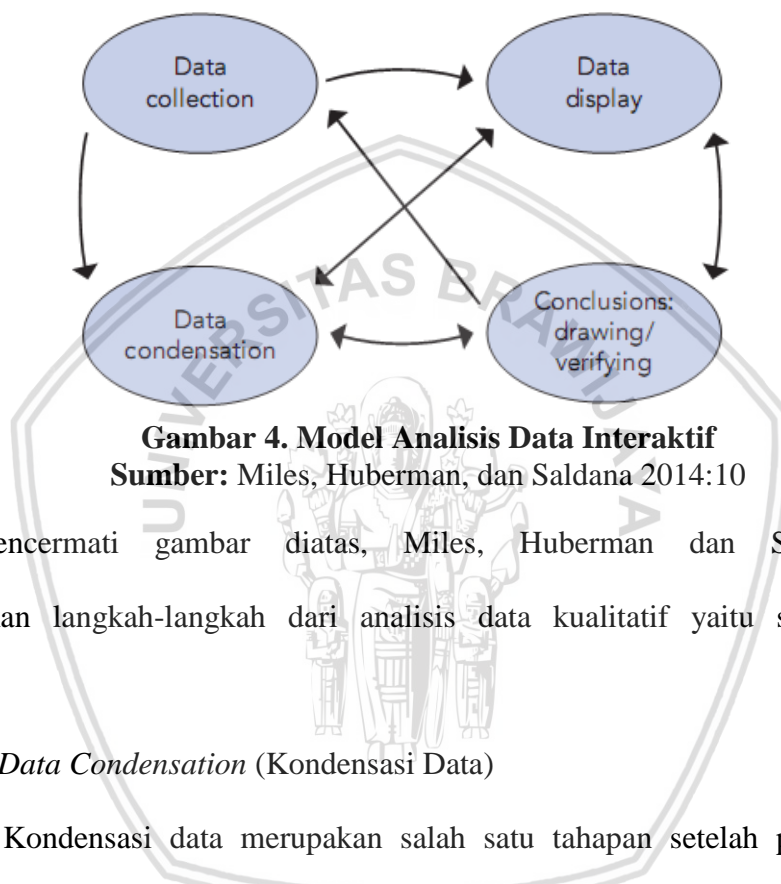 Data
collection
Data
display
Data
condensation
Conclusions:
drawing/
verifying
UNIVERSITAS BRAWIJAYA
Gambar 4. Model Analisis Data Interaktif
Sumber: Miles, Huberman, dan Saldana 2014:10
gambar diatas, Miles, Huberman dan
langkah-langkah dari analisis data kualitatif yaitu
Data Condensation (Kondensasi Data)
Kondensasi data merupakan salah satu tahapan setelah